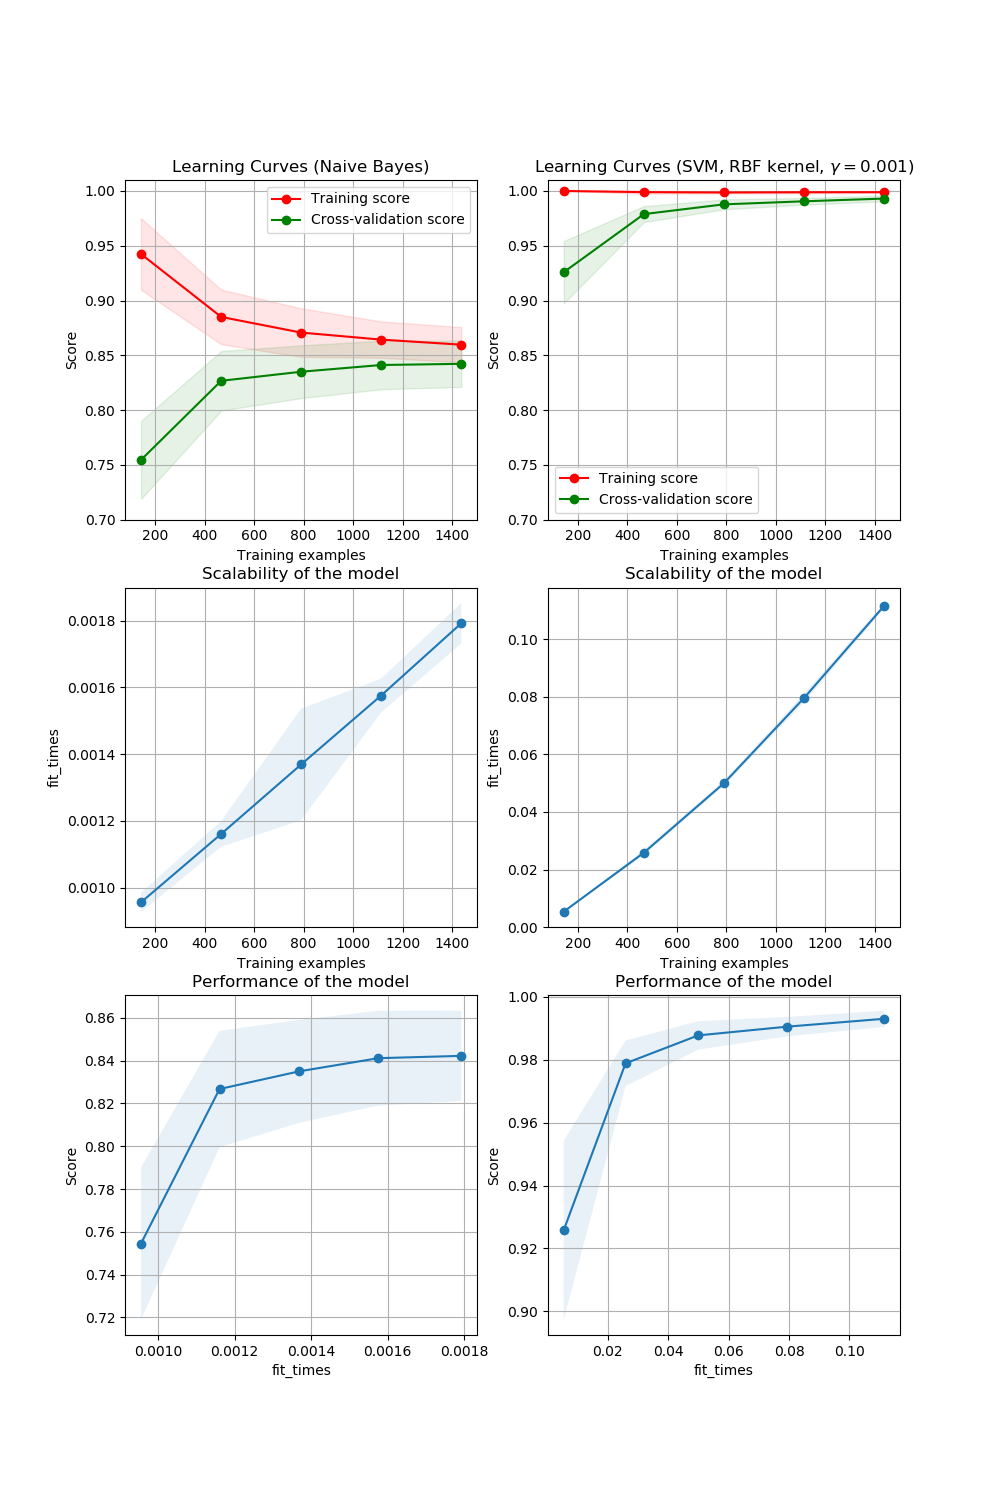 Learning Curves (Naive Bayes)
1.00
0.95
0.90
0.85
0.80
0.75
0.70
Score
Training score
Cross-validation score
200 400 600 800 1000 1200 1400
Training examples
Learning Curves (SVM, RBF kernel, γ = 0.001)
1.00
0.95
0.90
0.85
0.80
0.75
0.70
Score
Training score
Cross-validation score
200 400 600 800 1000 1200 1400
Training examples
Scalability of the model
0.0018
0.0016
0.0014
0.0012
0.0010
fit_times
200 400 600 800 1000 1200 1400
Training examples
Scalability of the model
0.10
0.08
0.06
0.04
0.02
0.00
fit_times
200 400 600 800 1000 1200 1400
Training examples
Performance of the model
0.86
0.84
0.82
0.80
0.78
0.76
0.74
0.72
Score
0.0010 0.0012 0.0014 0.0016 0.0018
fit_times
Performance of the model
1.00
0.98
0.96
0.94
0.92
0.90
Score
0.02 0.04 0.06 0.08 0.10
fit_times